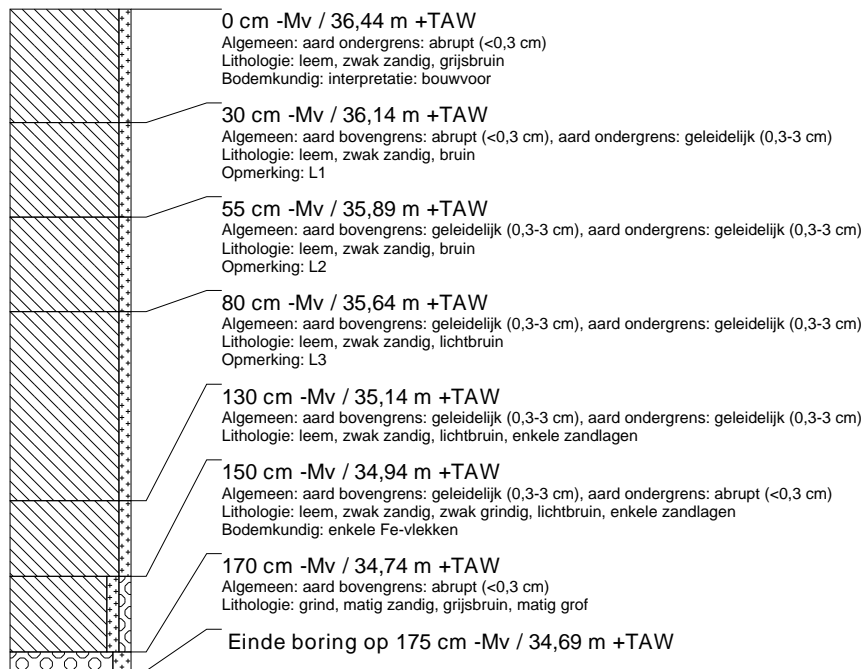 0 cm -Mv / 36,44 m +TAW
Algemeen: aard ondergrens: abrupt (<0,3 cm)
Lithologie: leem, zwak zandig, grijsbruin
Bodemkundig: interpretatie: bouwvoor
30 cm -Mv / 36,14 m +TAW
Algemeen: aard bovengrens: abrupt (<0,3 cm), aard ondergrens: geleidelijk (0,3-3 cm)
Lithologie: leem, zwak zandig, bruin
Opmerking: L1
55 cm -Mv / 35,89 m +TAW
Algemeen: aard bovengrens: geleidelijk (0,3-3 cm), aard ondergrens: geleidelijk (0,3-3 cm)
Lithologie: leem, zwak zandig, bruin
Opmerking: L2
80 cm -Mv / 35,64 m +TAW
Algemeen: aard bovengrens: geleidelijk (0,3-3 cm), aard ondergrens: geleidelijk (0,3-3 cm)
Lithologie: leem, zwak zandig, lichtbruin
Opmerking: L3
130 cm -Mv / 35,14 m +TAW
Algemeen: aard bovengrens: geleidelijk (0,3-3 cm), aard ondergrens: geleidelijk (0,3-3 cm)
Lithologie: leem, zwak zandig, lichtbruin, enkele zandlagen
150 cm -Mv / 34,94 m +TAW
Algemeen: aard bovengrens: geleidelijk (0,3-3 cm), aard ondergrens: abrupt (<0,3 cm)
Lithologie: leem, zwak zandig, zwak grindig, lichtbruin, enkele zandlagen
Bodemkundig: enkele Fe-vlekken
170 cm -Mv / 34,74 m +TAW
Algemeen: aard bovengrens: abrupt (<0,3 cm)
Lithologie: grind, matig zandig, grijsbruin, matig grof
Einde boring op 175 cm -Mv / 34,69 m +TAW